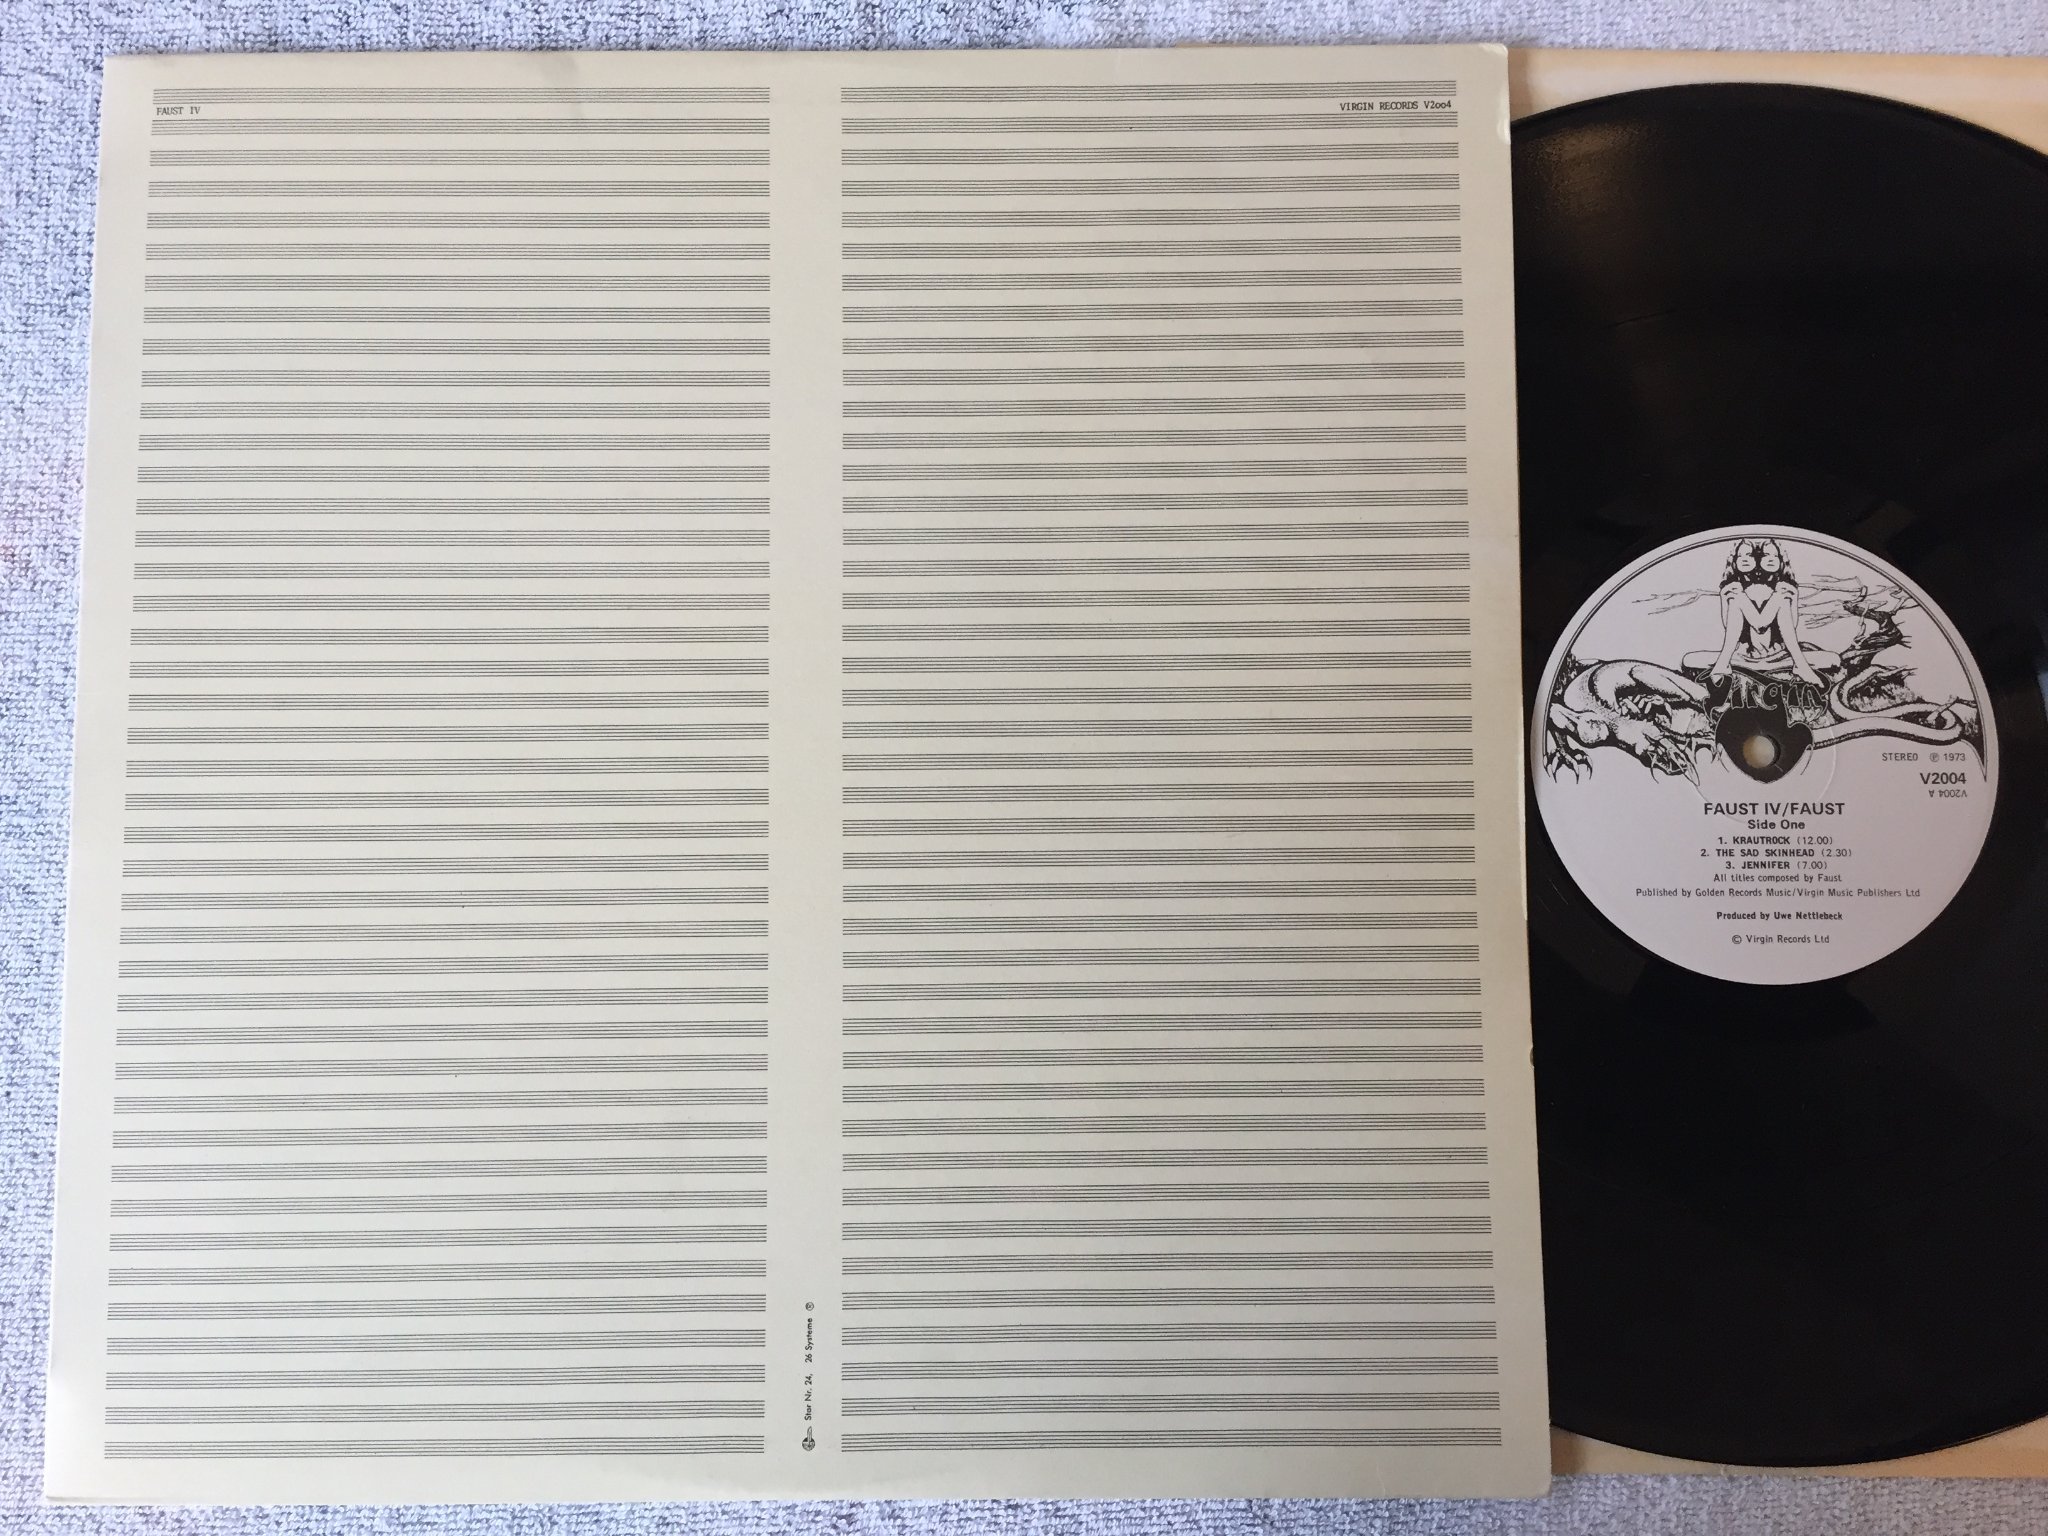 FAUST IV
VIRGIN RECORDS V2oo4
Star Nr. 24, 26 Systeme ®
Virgin
STEREO ℗ 1973
V2004
V2004 A
FAUST IV/FAUST
Side One
1. KRAUTROCK (12.00)
2. THE SAD SKINHEAD (2.30)
3. JENNIFER (7.00)
All titles composed by Faust
Published by Golden Records Music/Virgin Music Publishers Ltd
Produced by Uwe Nettlebeck
© Virgin Records Ltd